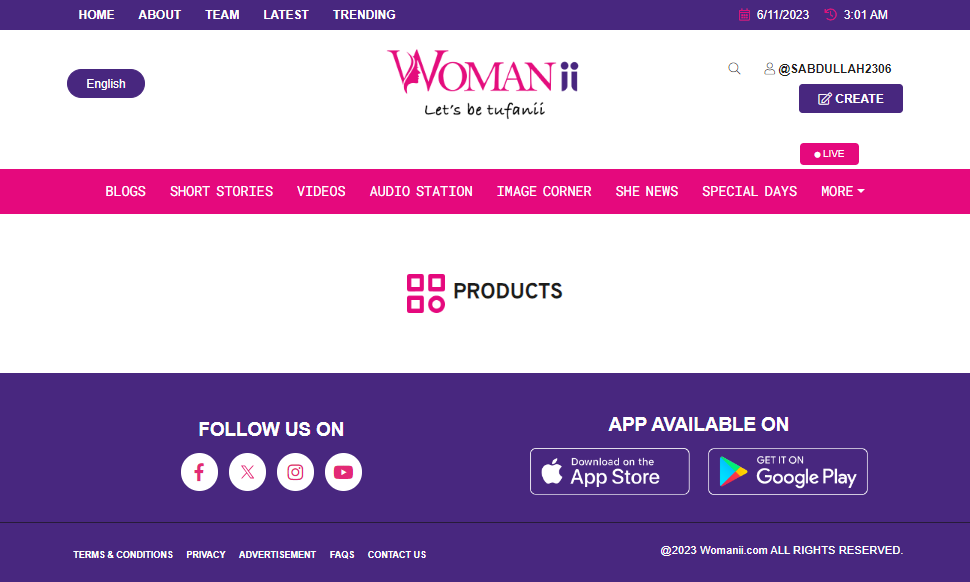 HOME ABOUT TEAM LATEST TRENDING 6/11/2023 3:01 AM
English
WOMANii
Let's be tufanii
@SABDULLAH2306
CREATE
LIVE
BLOGS SHORT STORIES VIDEOS AUDIO STATION IMAGE CORNER SHE NEWS SPECIAL DAYS MORE
PRODUCTS
FOLLOW US ON
APP AVAILABLE ON
Download on the
App Store
GET IT ON
Google Play
TERMS & CONDITIONS PRIVACY ADVERTISEMENT FAQS CONTACT US
@2023 Womanii.com ALL RIGHTS RESERVED.